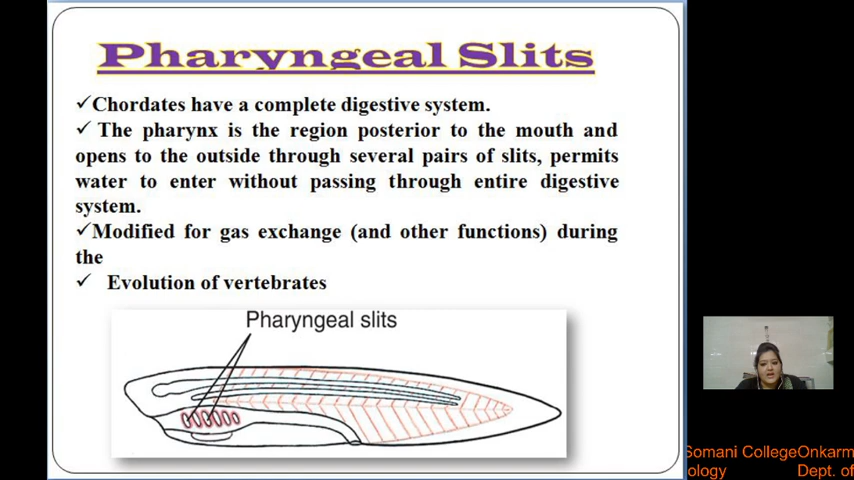 Pharyngeal Slits
✓Chordates have a complete digestive system.
✓ The pharynx is the region posterior to the mouth and
opens to the outside through several pairs of slits, permits
water to enter without passing through entire digestive
system.
✓Modified for gas exchange (and other functions) during
the
✓ Evolution of vertebrates
Pharyngeal slits
Somani CollegeOnkarm
ology Dept. of